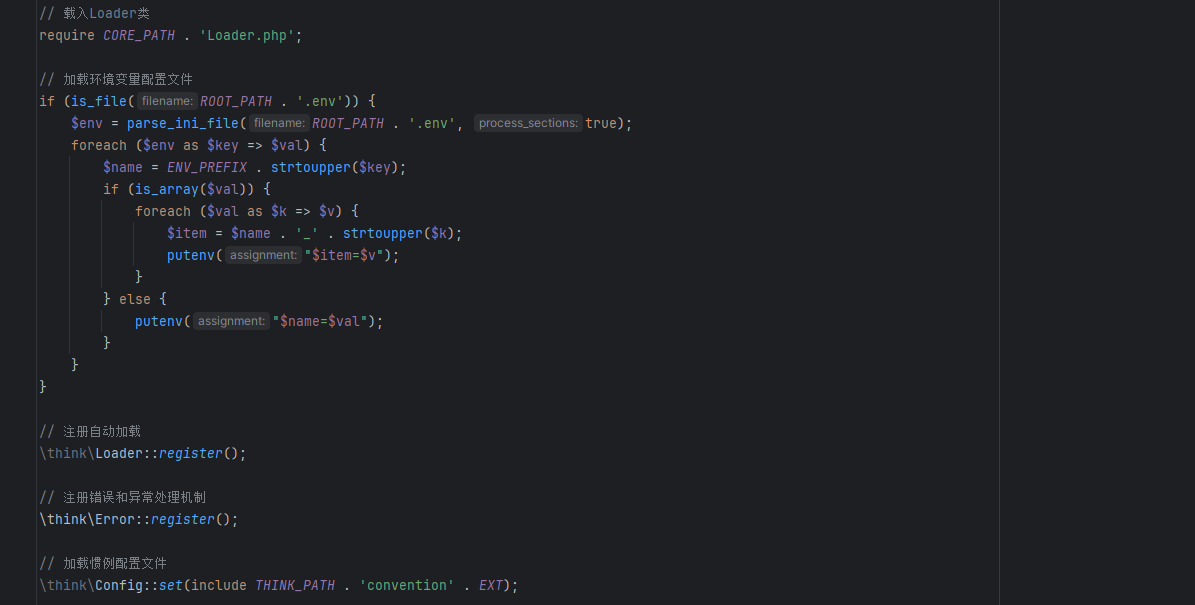 // 载入Loader类
require CORE_PATH . 'Loader.php';
// 加载环境变量配置文件
if (is_file( filename: ROOT_PATH . '.env')) {
$env = parse_ini_file( filename: ROOT_PATH . '.env', process_sections: true);
foreach ($env as $key => $val) {
$name = ENV_PREFIX . strtoupper($key);
if (is_array($val)) {
foreach ($val as $k => $v) {
$item = $name . '_' . strtoupper($k);
putenv( assignment: "$item=$v");
}
} else {
putenv( assignment: "$name=$val");
}
}
}
// 注册自动加载
\think\Loader::register();
// 注册错误和异常处理机制
\think\Error::register();
// 加载惯例配置文件
\think\Config::set(include THINK_PATH . 'convention' . EXT);